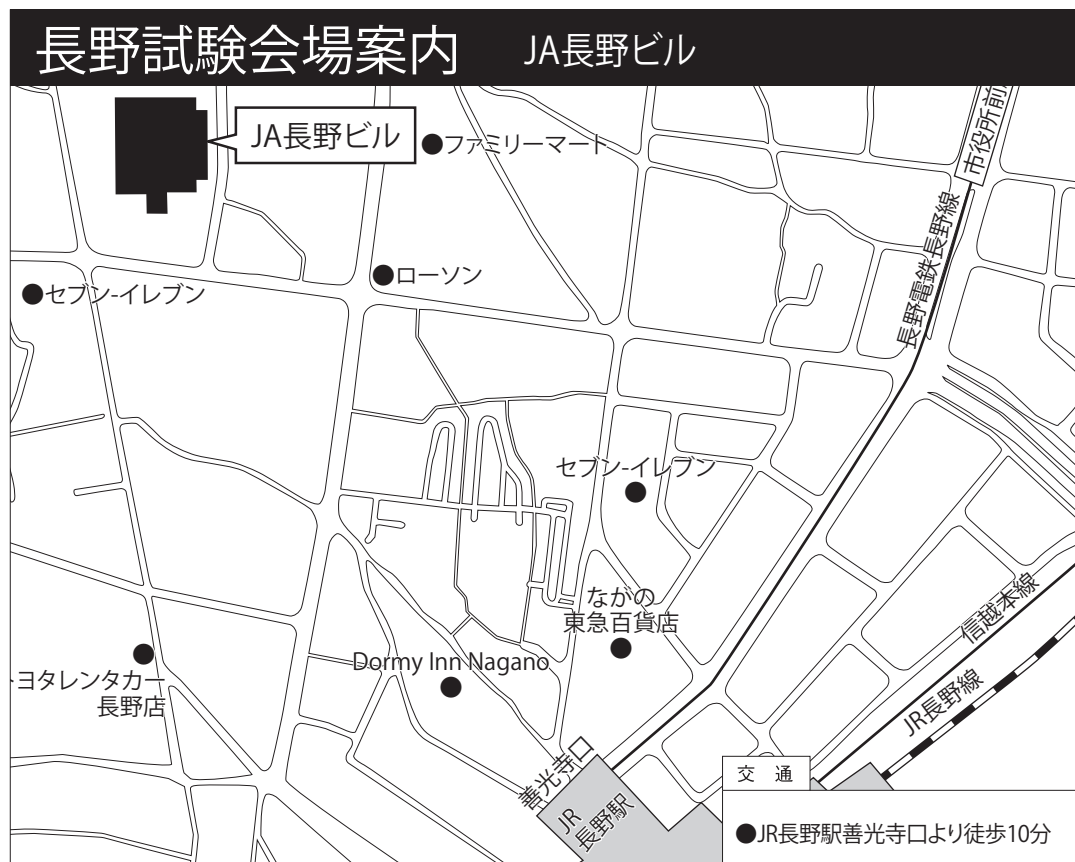 長野試験会場案内 JA長野ビル
市役所前
JA長野ビル
ファミリーマート
長野電鉄長野線
ローソン
セブン-イレブン
セブン-イレブン
ながの
東急百貨店
信越本線
Dormy Inn Nagano
トヨタレンタカー
長野店
JR長野線
善光寺口
JR
長野駅
交 通
●JR長野駅善光寺口より徒歩10分